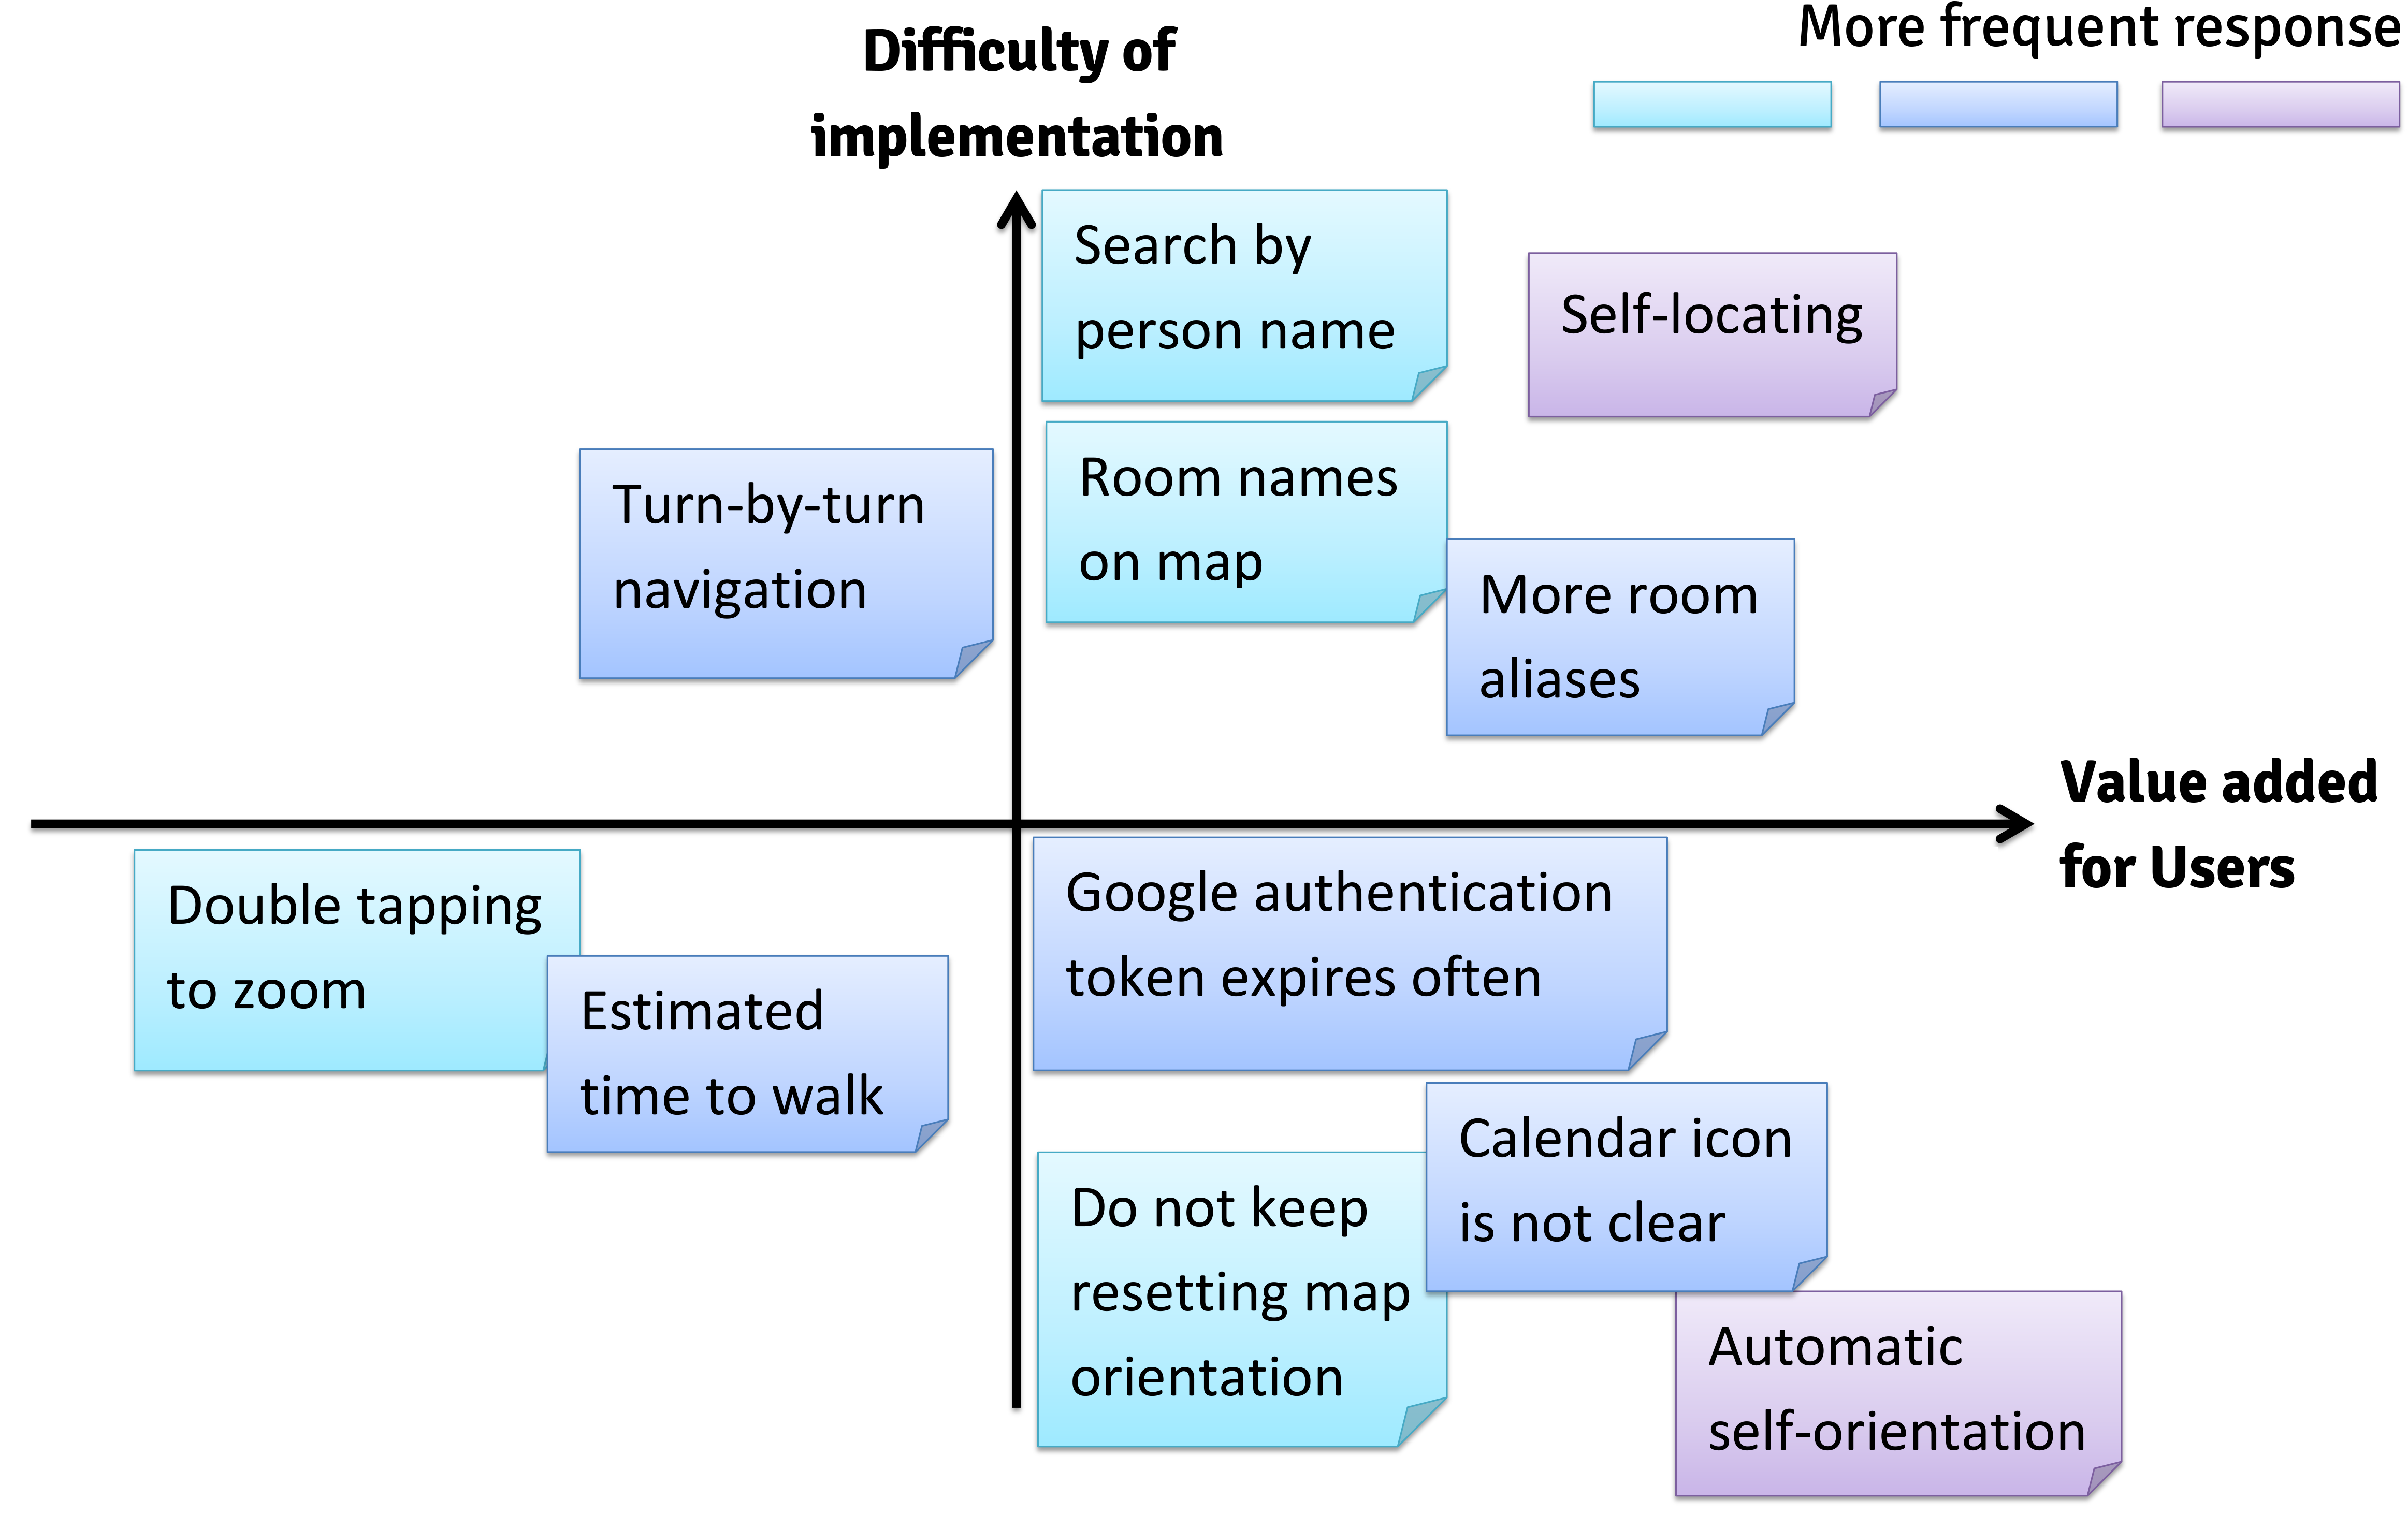 More frequent response
Difficulty of
implementation
Search by
person name
Self-locating
Room names
on map
Turn-by-turn
navigation
More room
aliases
Value added
for Users
Double tapping
to zoom
Estimated
time to walk
Google authentication
token expires often
Calendar icon
is not clear
Do not keep
resetting map
orientation
Automatic
self-orientation